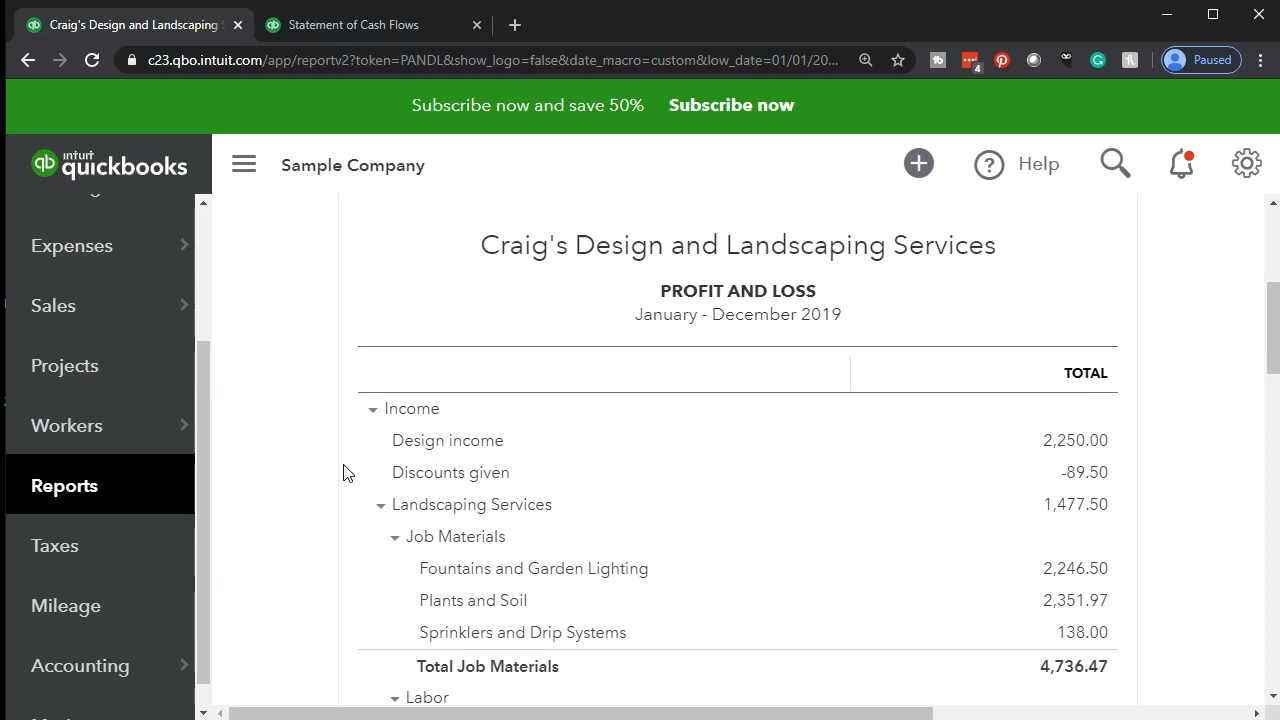 Craig's Design and Landscaping
Statement of Cash Flows
c23.qbo.intuit.com/app/reportv2?token=PANDL&show_logo=false&date_macro=custom&low_date=01/01/20...
4
Paused
Subscribe now and save 50% Subscribe now
intuit
quickbooks
Sample Company
Help
Expenses
Sales
Projects
Workers
Reports
Taxes
Mileage
Accounting
Craig's Design and Landscaping Services
PROFIT AND LOSS
January - December 2019
TOTAL
Income
Design income 2,250.00
Discounts given -89.50
Landscaping Services 1,477.50
Job Materials
Fountains and Garden Lighting 2,246.50
Plants and Soil 2,351.97
Sprinklers and Drip Systems 138.00
Total Job Materials 4,736.47
Labor